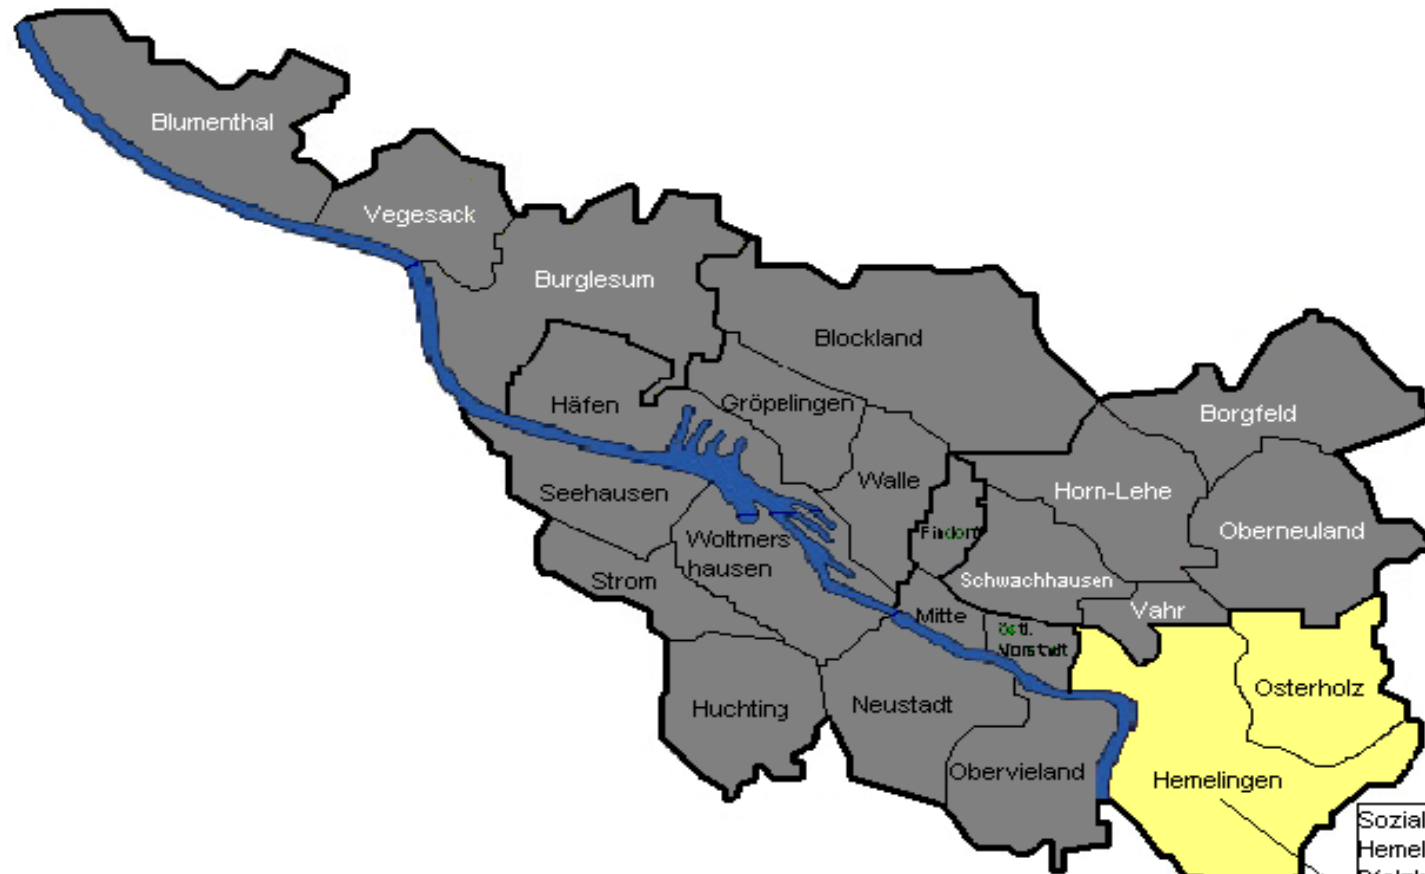 Blumenthal
Vegesack
Burglesum
Blockland
Häfen
Gröpelingen
Borgfeld
Walle
Horn-Lehe
Seehausen
Oberneuland
Findorf
Woltmers
hausen
Strom
Schwachhausen
Vahr
Mitte
östl.
Vorstadt
Osterholz
Huchting
Neustadt
Obervieland
Hemelingen
Sozial
Hemel